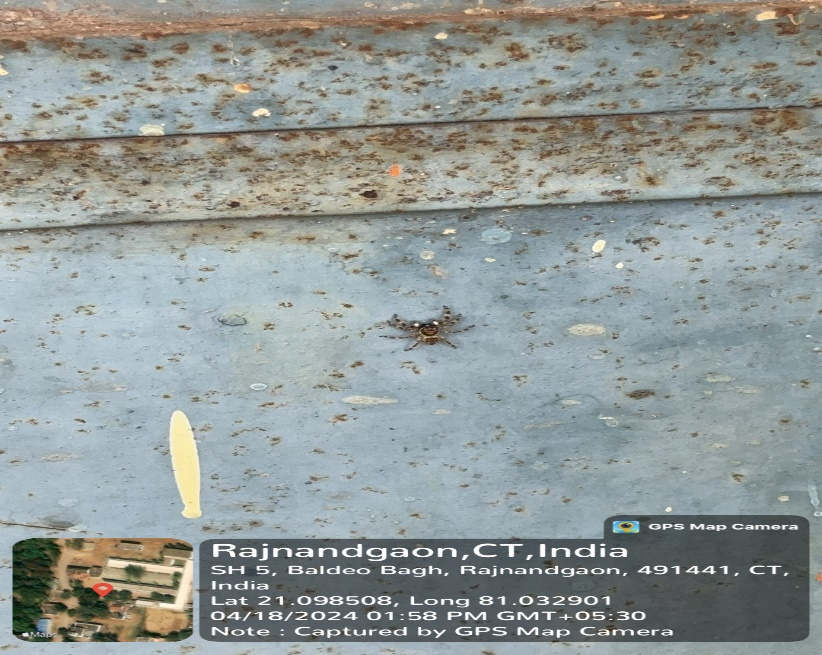 GPS Map Camera
Rajnandgaon,CT,India
SH 5, Baldeo Bagh, Rajnandgaon, 491441, CT,
India
Lat 21.098508, Long 81.032901
04/18/2024 01:58 PM GMT+05:30
Note : Captured by GPS Map Camera
Maps